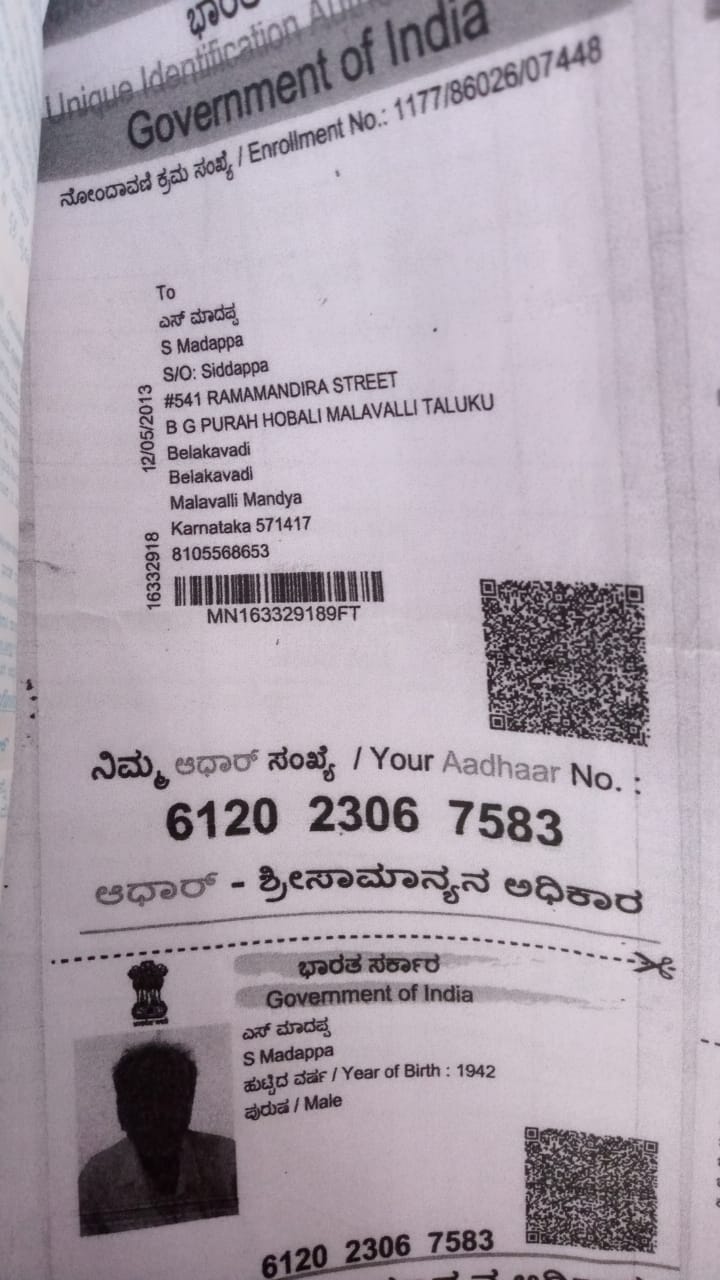 Unique Identification
Government of India
ನೋಂದಾವಣಿ ಕ್ರಮ ಸಂಖ್ಯೆ / Enrollment No.: 1177/86026/07448
To
ಎಸ್ ಮಾದಪ್ಪ
S Madappa
S/O: Siddappa
#541 RAMAMANDIRA STREET
B G PURAH HOBALI MALAVALLI TALUKU
Belakavadi
Belakavadi
Malavalli Mandya
Karnataka 571417
8105568653
12/05/2013
16332918
MN163329189FT
ನಿಮ್ಮ ಆಧಾರ್ ಸಂಖ್ಯೆ / Your Aadhaar No. :
6120 2306 7583
ಆಧಾರ್ - ಶ್ರೀಸಾಮಾನ್ಯನ ಅಧಿಕಾರ
ಭಾರತ ಸರ್ಕಾರ
Government of India
ಎಸ್ ಮಾದಪ್ಪ
S Madappa
ಹುಟ್ಟಿದ ವರ್ಷ / Year of Birth : 1942
ಪುರುಷ / Male
6120 2306 7583